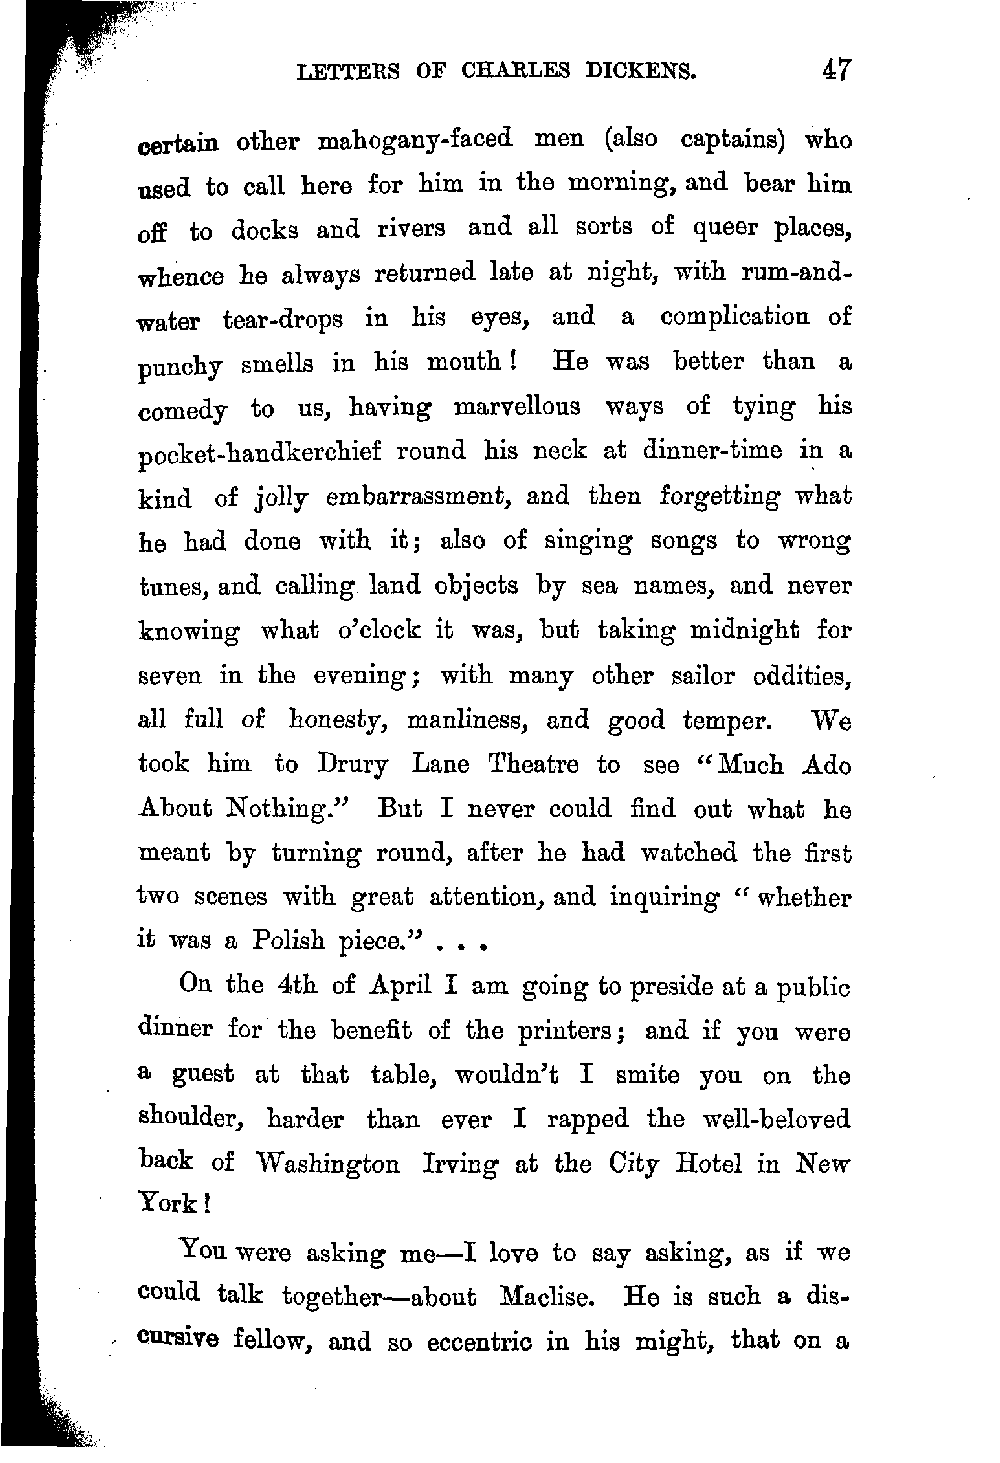 LETTERS OF CHARLES DICKENS. 47
certain other mahogany-faced men (also captains) who
used to call here for him in the morning, and bear him
off to docks and rivers and all sorts of queer places,
whence he always returned late at night, with rum-and-
water tear-drops in his eyes, and a complication of
punchy smells in his mouth! He was better than a
comedy to us, having marvellous ways of tying his
pocket-handkerchief round his neck at dinner-time in a
kind of jolly embarrassment, and then forgetting what
he had done with it; also of singing songs to wrong
tunes, and calling land objects by sea names, and never
knowing what o'clock it was, but taking midnight for
seven in the evening; with many other sailor oddities,
all full of honesty, manliness, and good temper. We
took him to Drury Lane Theatre to see “Much Ado
About Nothing.” But I never could find out what he
meant by turning round, after he had watched the first
two scenes with great attention, and inquiring “whether
it was a Polish piece.” . . .
On the 4th of April I am going to preside at a public
dinner for the benefit of the printers; and if you were
a guest at that table, wouldn't I smite you on the
shoulder, harder than ever I rapped the well-beloved
back of Washington Irving at the City Hotel in New
York!
You were asking me—I love to say asking, as if we
could talk together—about Maclise. He is such a dis-
cursive fellow, and so eccentric in his might, that on a